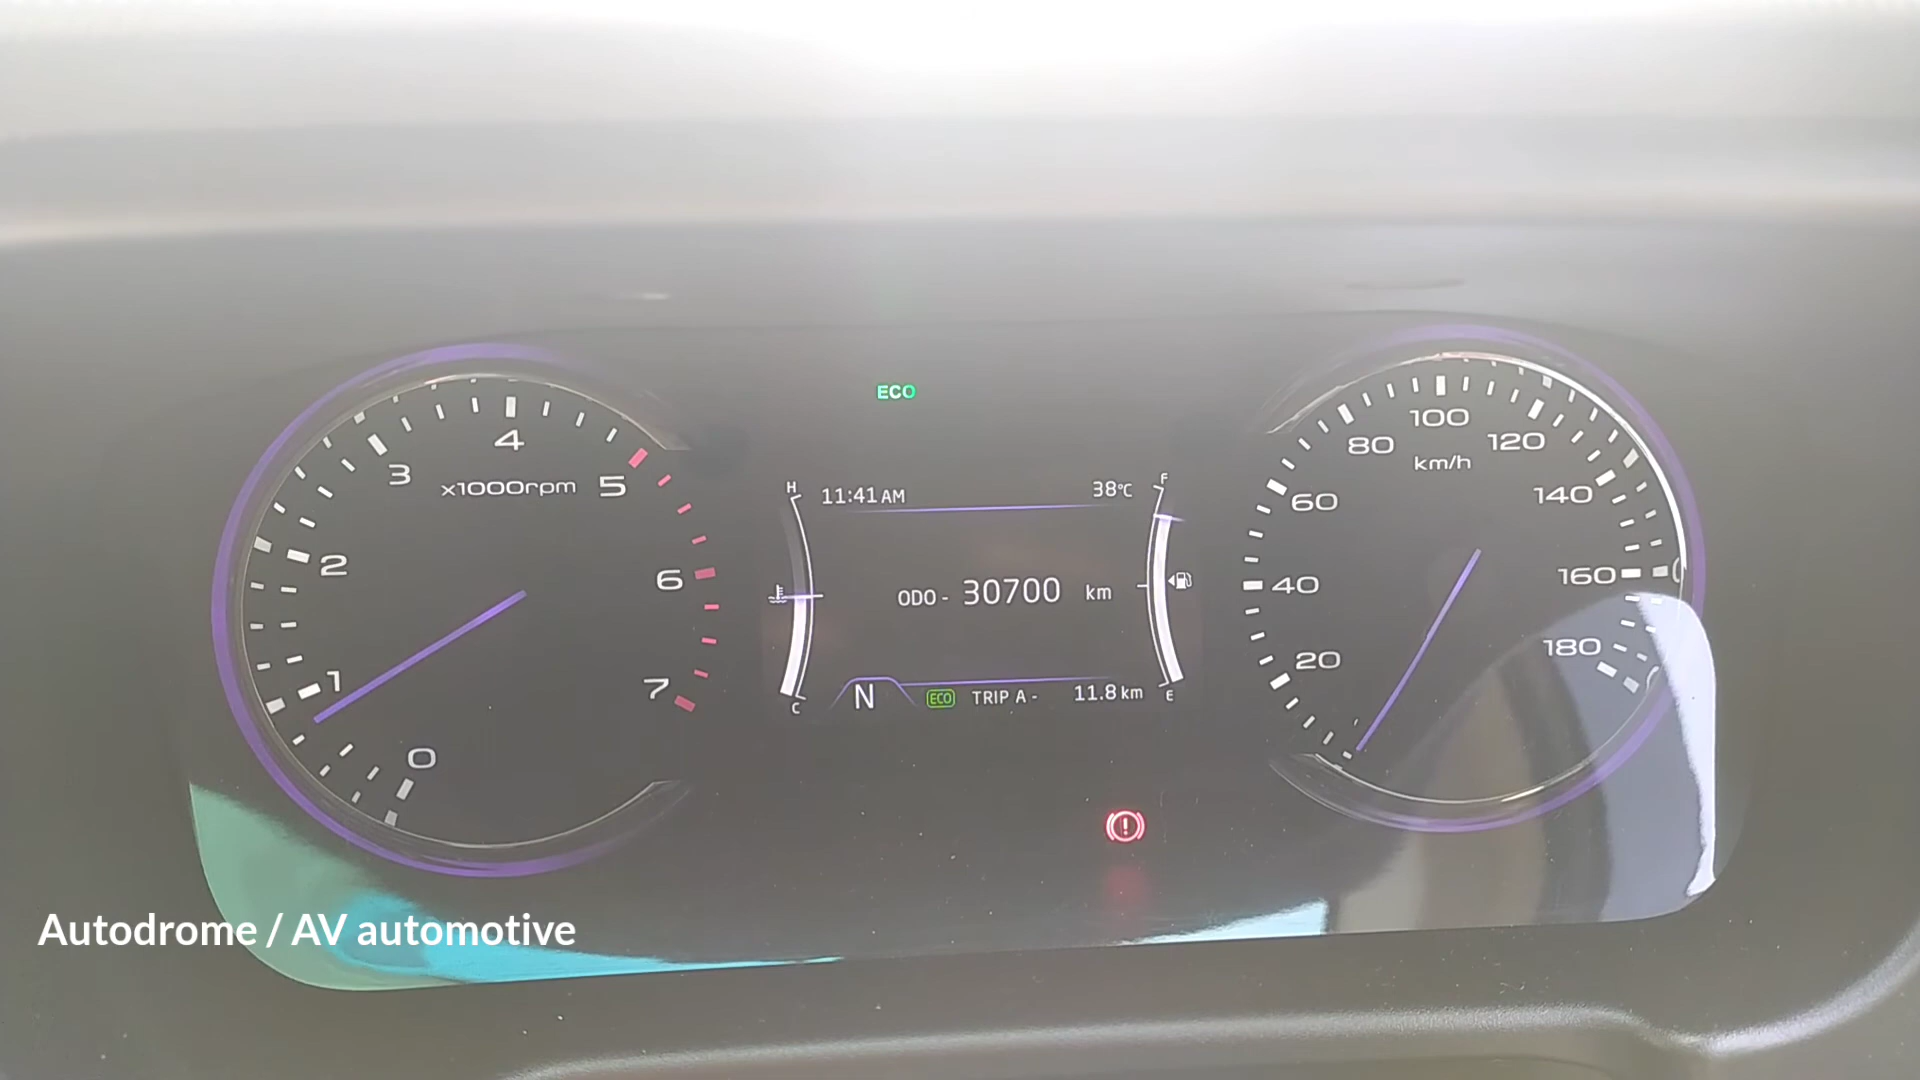 ECO
0
1
2
3
4
5
6
7
x1000rpm
H
C
11:41 AM
38°C
ODO - 30700 km
N
ECO TRIP A - 11.8 km
F
E
20
40
60
80
100
120
140
160
180
km/h
Autodrome / AV automotive